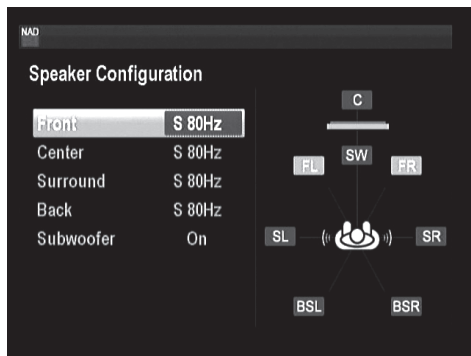 NAD
Speaker Configuration
Front S 80Hz
Center S 80Hz
Surround S 80Hz
Back S 80Hz
Subwoofer On
C
FL SW FR
SL SR
BSL BSR